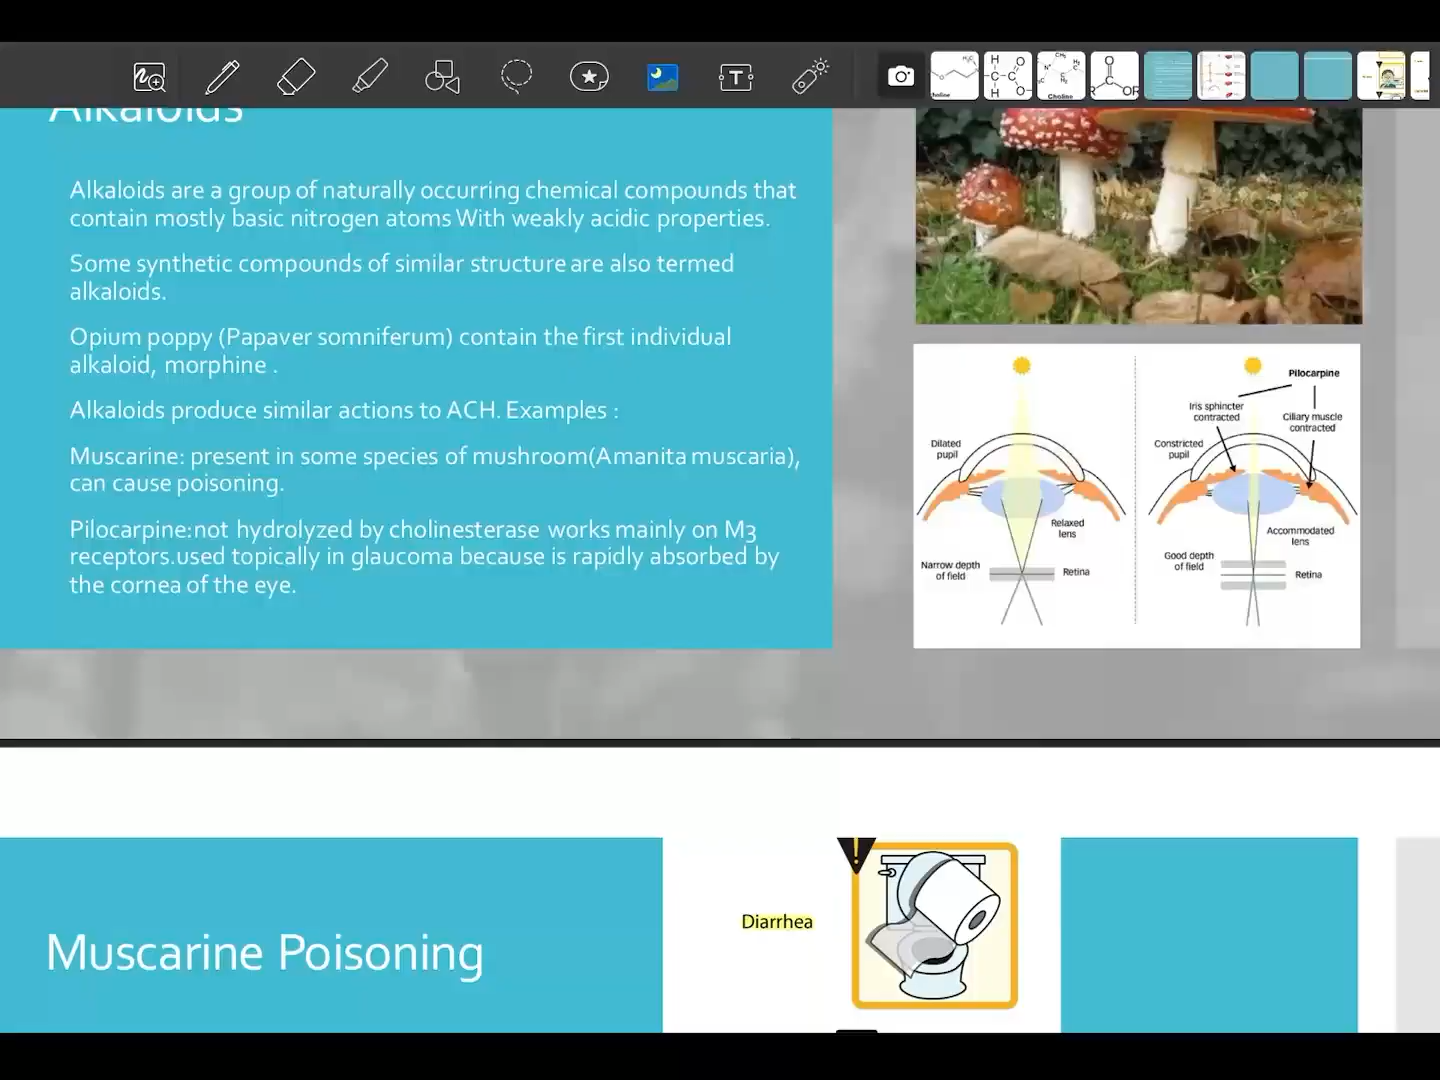 Alkaloids
Alkaloids are a group of naturally occurring chemical compounds that
contain mostly basic nitrogen atoms With weakly acidic properties.
Some synthetic compounds of similar structure are also termed
alkaloids.
Opium poppy (Papaver somniferum) contain the first individual
alkaloid, morphine .
Alkaloids produce similar actions to ACH. Examples :
Muscarine: present in some species of mushroom(Amanita muscaria),
can cause poisoning.
Pilocarpine:not hydrolyzed by cholinesterase works mainly on M3
receptors.used topically in glaucoma because is rapidly absorbed by
the cornea of the eye.
Pilocarpine
Iris sphincter
contracted
Ciliary muscle
contracted
Dilated
pupil
Constricted
pupil
Relaxed
lens
Accommodated
lens
Narrow depth
of field
Retina
Good depth
of field
Retina
Muscarine Poisoning
Diarrhea